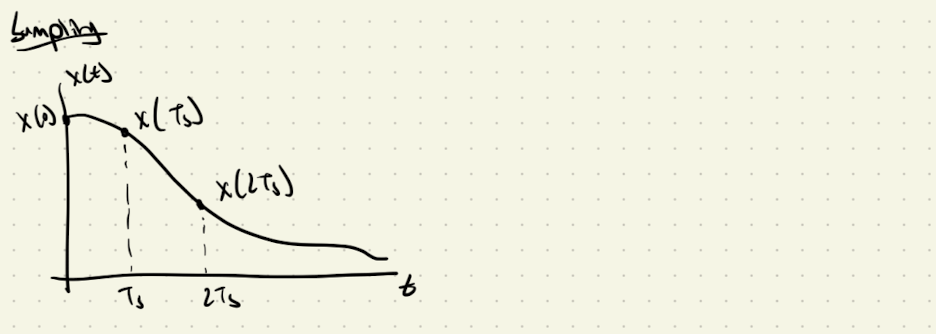 Sampling
x(t)
x(0)
x(Ts)
x(2Ts)
Ts
2Ts
t